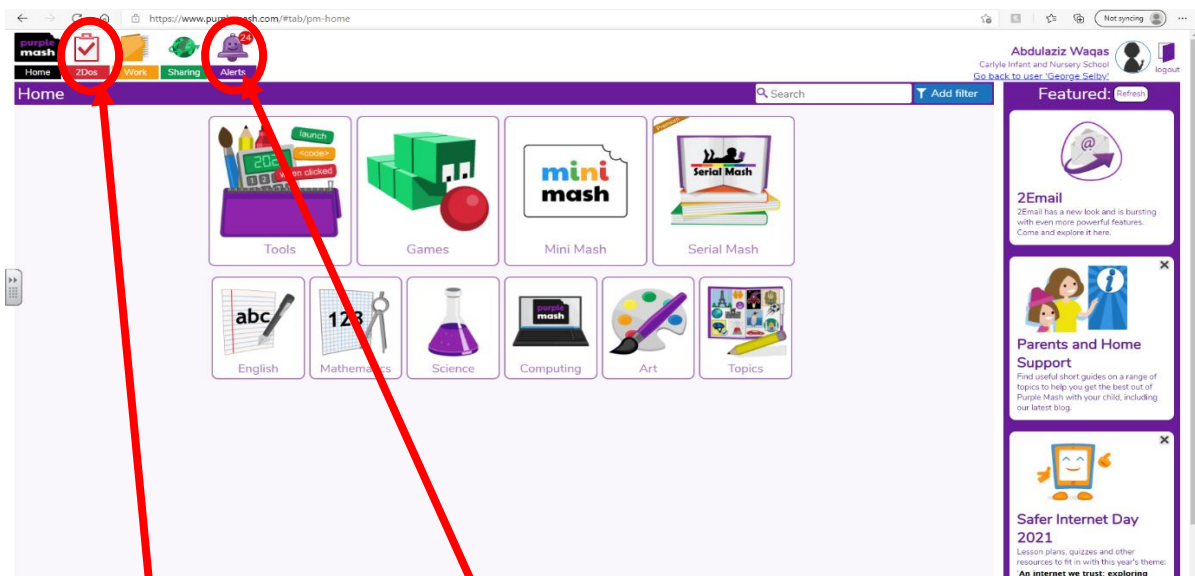 https://www.purplemash.com/#tab/pm-home
Not syncing
purple
mash
24
Home
2Dos
Work
Sharing
Alerts
Abdulaziz Waqas
Carlyle Infant and Nursery School
Go back to user 'George Selby'
logout
Home
Search
Add filter
Featured:
Refresh
launch
<code>
when clicked
Tools
Games
mini
mash
Mini Mash
Serial Mash
Serial Mash
abc
English
123
Mathematics
Science
purple
mash
Computing
Art
Topics
2Email
2Email has a new look and is bursting
with even more powerful features.
Come and explore it here.
Parents and Home
Support
Find useful short guides on a range of
topics to help you get the best out of
Purple Mash with your child, including
our latest blog.
Safer Internet Day
2021
Lesson plans, quizzes and other
resources to fit in with this year's theme:
'An internet we trust: exploring